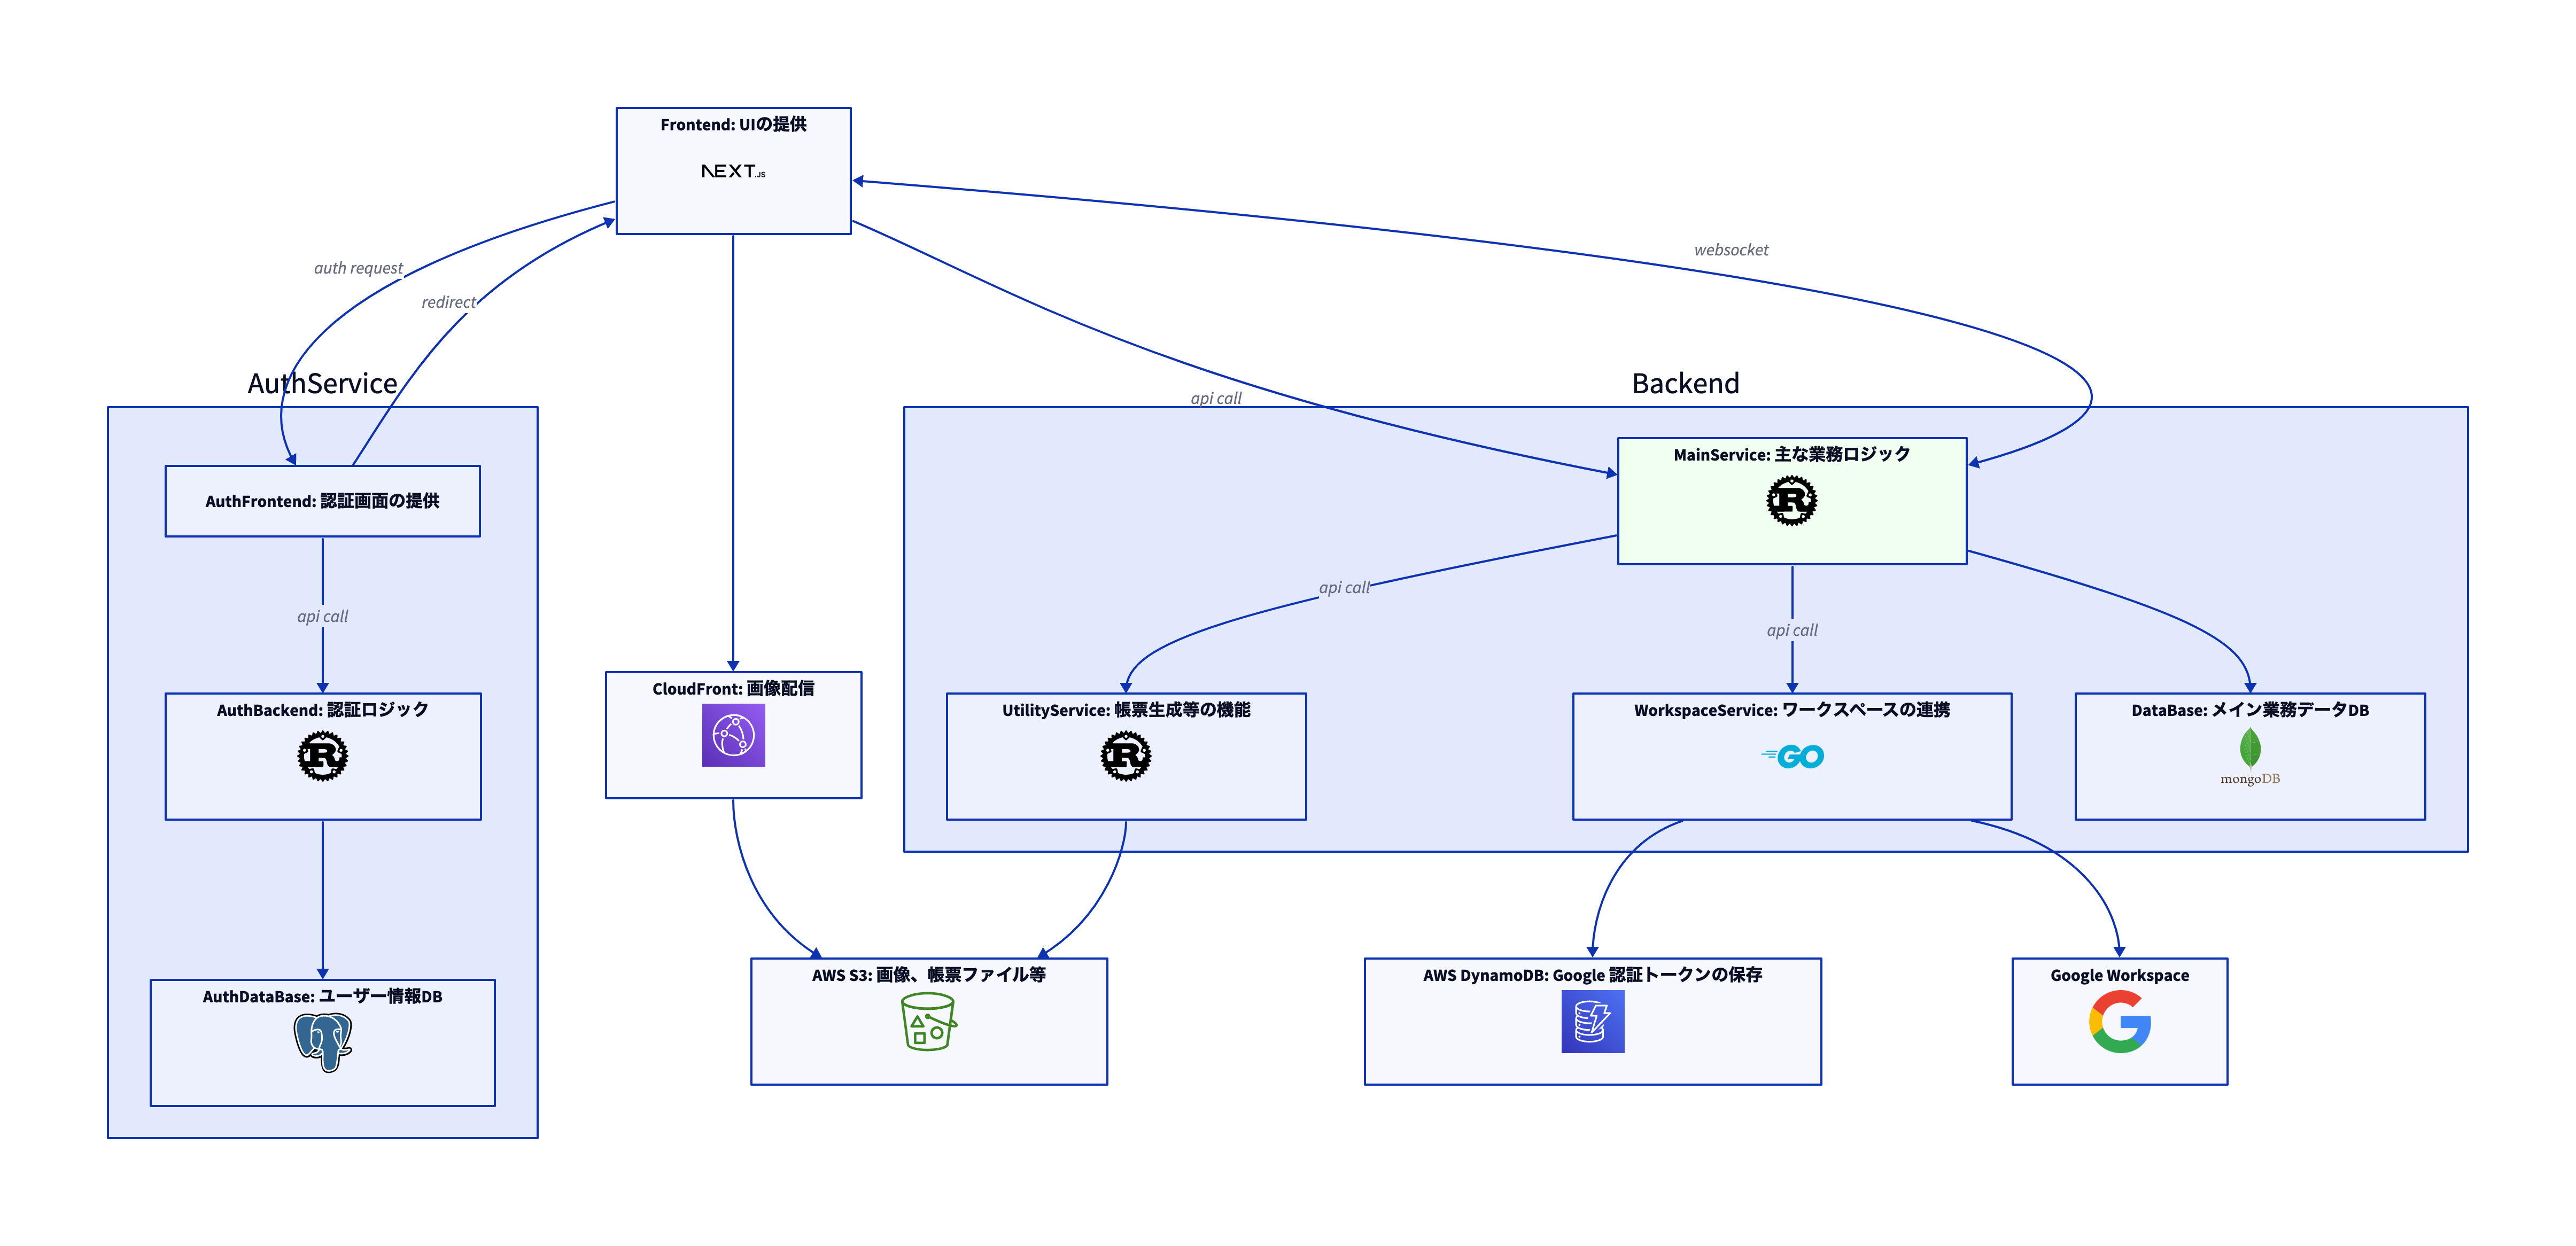 Frontend: UIの提供
NEXT.JS
websocket
auth request
redirect
AuthService
Backend
api call
MainService: 主な業務ロジック
R
AuthFrontend: 認証画面の提供
api call
api call
api call
CloudFront: 画像配信
AuthBackend: 認証ロジック
R
UtilityService: 帳票生成等の機能
R
WorkspaceService: ワークスペースの連携
GO
DataBase: メイン業務データDB
mongoDB
AWS S3: 画像、帳票ファイル等
AWS DynamoDB: Google 認証トークンの保存
Google Workspace
G
AuthDataBase: ユーザー情報DB